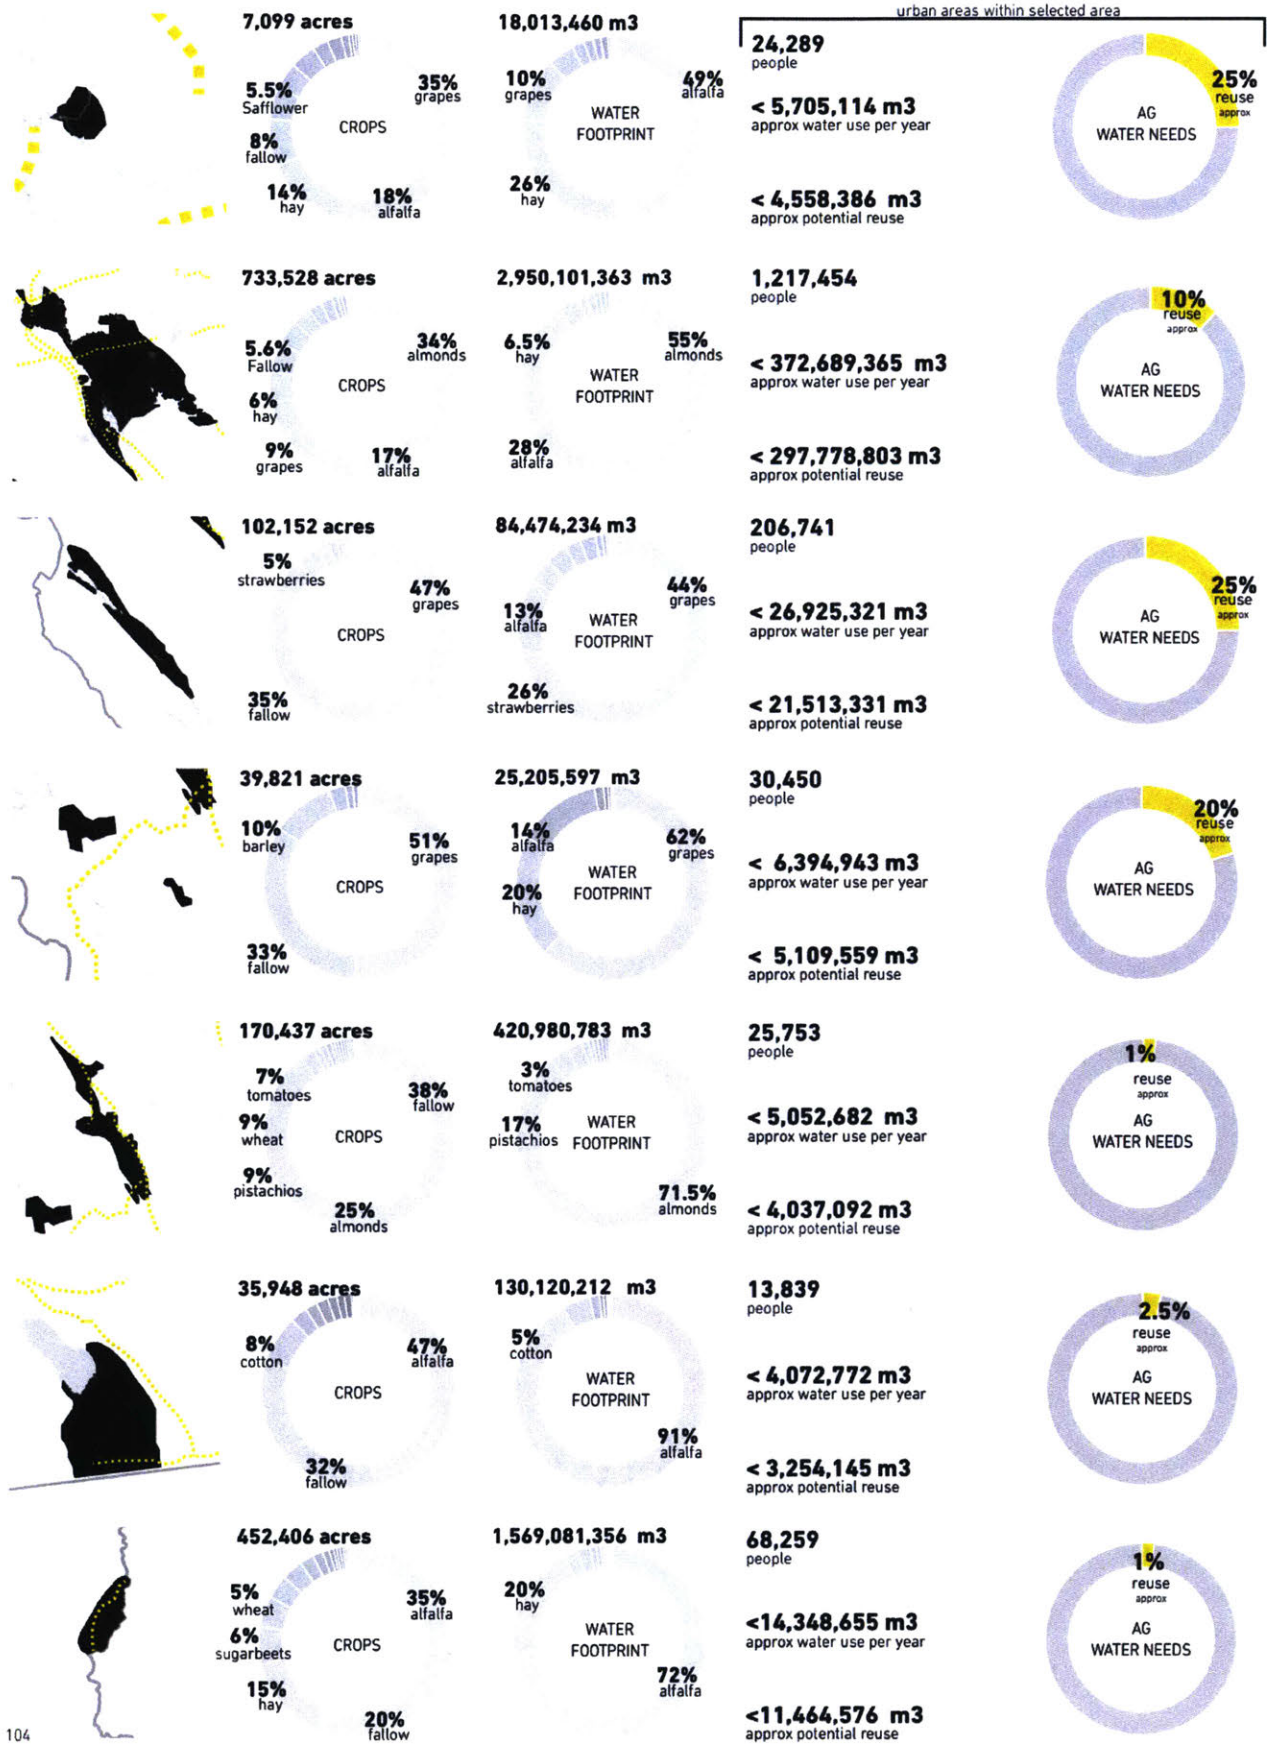 urban areas within selected area
7,099 acres
35%
grapes
5.5%
Safflower
CROPS
8%
fallow
14%
hay
18%
alfalfa
18,013,460 m3
10%
grapes
49%
alfalfa
WATER
FOOTPRINT
26%
hay
24,289
people
< 5,705,114 m3
approx water use per year
< 4,558,386 m3
approx potential reuse
25%
reuse
approx
AG
WATER NEEDS
733,528 acres
34%
almonds
5.6%
Fallow
CROPS
6%
hay
9%
grapes
17%
alfalfa
2,950,101,363 m3
6.5%
hay
55%
almonds
WATER
FOOTPRINT
28%
alfalfa
1,217,454
people
< 372,689,365 m3
approx water use per year
< 297,778,803 m3
approx potential reuse
10%
reuse
approx
AG
WATER NEEDS
102,152 acres
5%
strawberries
47%
grapes
CROPS
35%
fallow
84,474,234 m3
44%
grapes
13%
alfalfa
WATER
FOOTPRINT
26%
strawberries
206,741
people
< 26,925,321 m3
approx water use per year
< 21,513,331 m3
approx potential reuse
25%
reuse
approx
AG
WATER NEEDS
39,821 acres
10%
barley
51%
grapes
CROPS
33%
fallow
25,205,597 m3
14%
alfalfa
62%
grapes
WATER
FOOTPRINT
20%
hay
30,450
people
< 6,394,943 m3
approx water use per year
< 5,109,559 m3
approx potential reuse
20%
reuse
approx
AG
WATER NEEDS
170,437 acres
7%
tomatoes
38%
fallow
9%
wheat
CROPS
9%
pistachios
25%
almonds
420,980,783 m3
3%
tomatoes
17%
pistachios
WATER
FOOTPRINT
71.5%
almonds
25,753
people
< 5,052,682 m3
approx water use per year
< 4,037,092 m3
approx potential reuse
1%
reuse
approx
AG
WATER NEEDS
35,948 acres
8%
cotton
47%
alfalfa
CROPS
32%
fallow
130,120,212 m3
5%
cotton
WATER
FOOTPRINT
91%
alfalfa
13,839
people
< 4,072,772 m3
approx water use per year
< 3,254,145 m3
approx potential reuse
2.5%
reuse
approx
AG
WATER NEEDS
452,406 acres
5%
wheat
35%
alfalfa
6%
sugarbeets
CROPS
15%
hay
20%
fallow
1,569,081,356 m3
20%
hay
WATER
FOOTPRINT
72%
alfalfa
68,259
people
<14,348,655 m3
approx water use per year
<11,464,576 m3
approx potential reuse
1%
reuse
approx
AG
WATER NEEDS
104